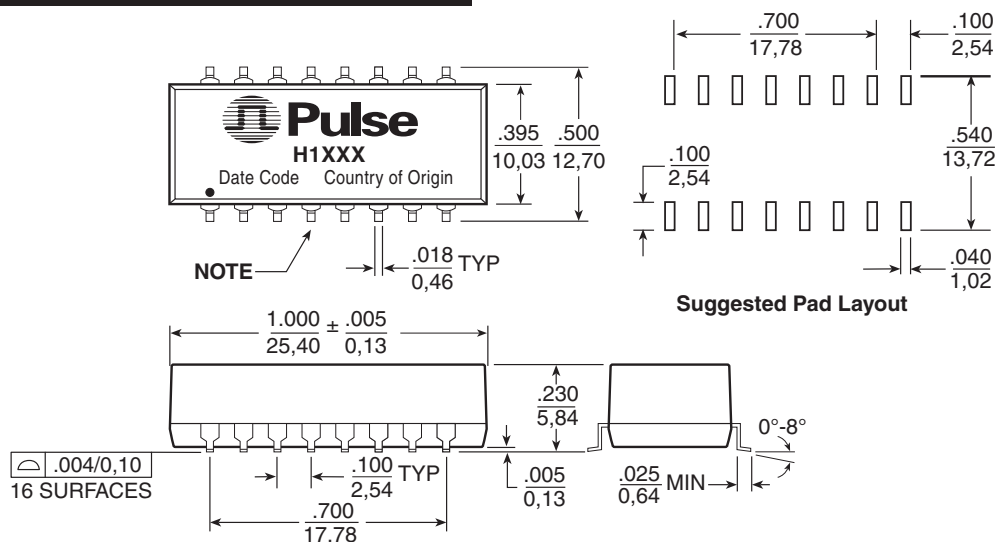 .700
17,78
.100
2,54
Pulse
H1XXX
Date Code Country of Origin
.395
10,03
.500
12,70
.100
2,54
.540
13,72
NOTE
.018
0,46
TYP
.040
1,02
Suggested Pad Layout
1.000 ± .005
25,40 0,13
.230
5,84
0°-8°
.004/0,10
16 SURFACES
.100
2,54
TYP
.005
0,13
.025
0,64
MIN
.700
17.78